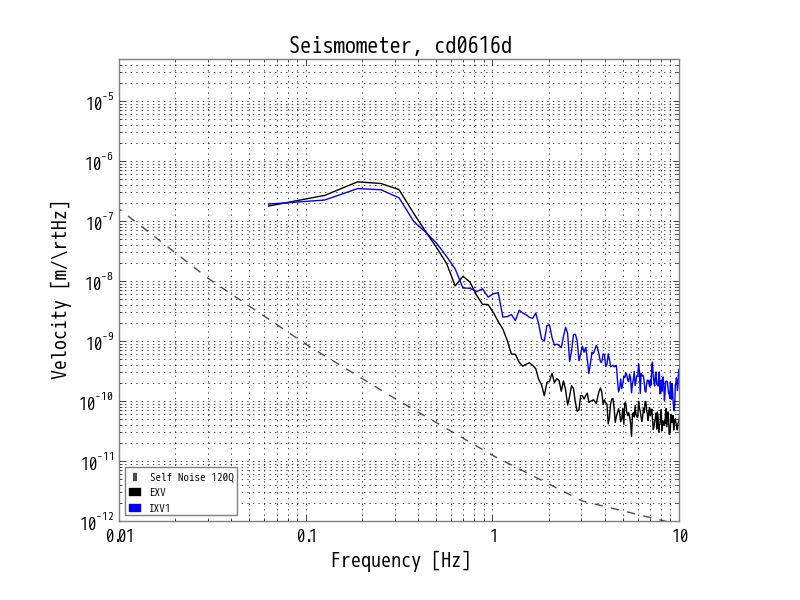 Seismometer, cd0616d
10-5
10-6
10-7
10-8
10-9
10-10
10-11
10-12
Velocity [m/\rtHz]
Self Noise 120Q
EXV
IXV1
0.01
0.1
1
10
Frequency [Hz]